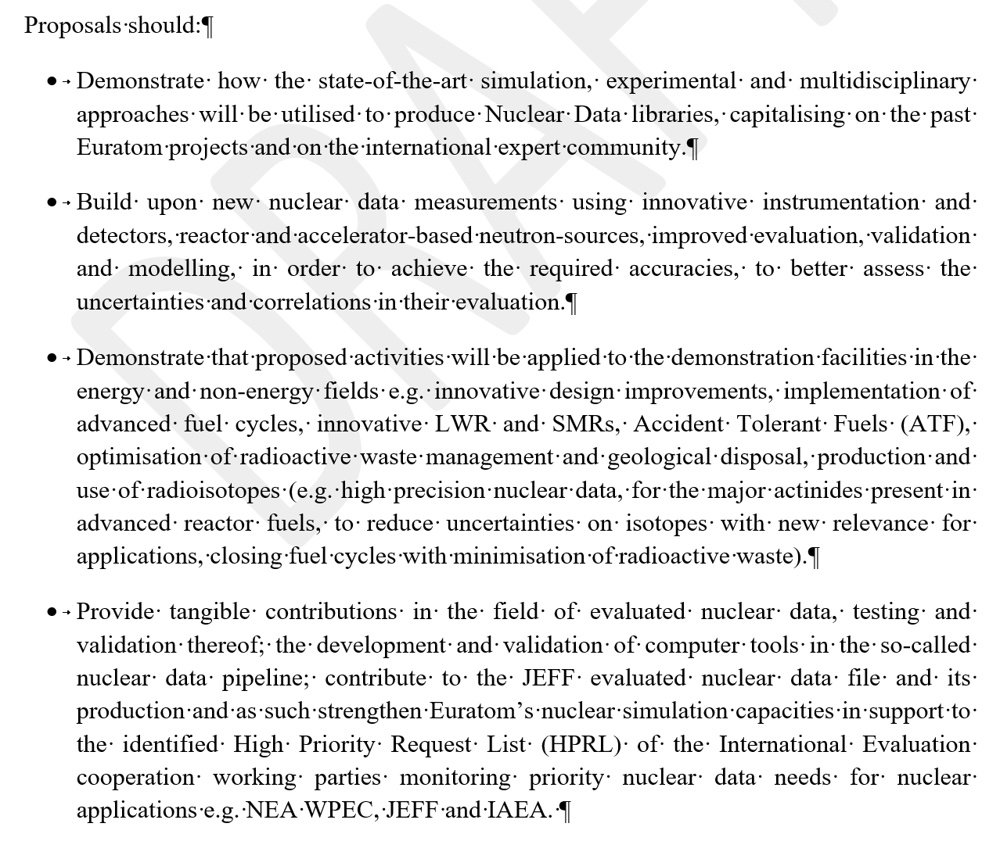 Proposals should:¶
● → Demonstrate how the state-of-the-art simulation, experimental and multidisciplinary
approaches will be utilised to produce Nuclear Data libraries, capitalising on the past
Euratom projects and on the international expert community.¶
● → Build upon new nuclear data measurements using innovative instrumentation and
detectors, reactor and accelerator-based neutron-sources, improved evaluation, validation
and modelling, in order to achieve the required accuracies, to better assess the
uncertainties and correlations in their evaluation.¶
● → Demonstrate that proposed activities will be applied to the demonstration facilities in the
energy and non-energy fields e.g. innovative design improvements, implementation of
advanced fuel cycles, innovative LWR and SMRs, Accident Tolerant Fuels (ATF),
optimisation of radioactive waste management and geological disposal, production and
use of radioisotopes (e.g. high precision nuclear data, for the major actinides present in
advanced reactor fuels, to reduce uncertainties on isotopes with new relevance for
applications, closing fuel cycles with minimisation of radioactive waste).¶
● → Provide tangible contributions in the field of evaluated nuclear data, testing and
validation thereof; the development and validation of computer tools in the so-called
nuclear data pipeline; contribute to the JEFF evaluated nuclear data file and its
production and as such strengthen Euratom’s nuclear simulation capacities in support to
the identified High Priority Request List (HPRL) of the International Evaluation
cooperation working parties monitoring priority nuclear data needs for nuclear
applications e.g. NEA WPEC, JEFF and IAEA. ¶
DRAF